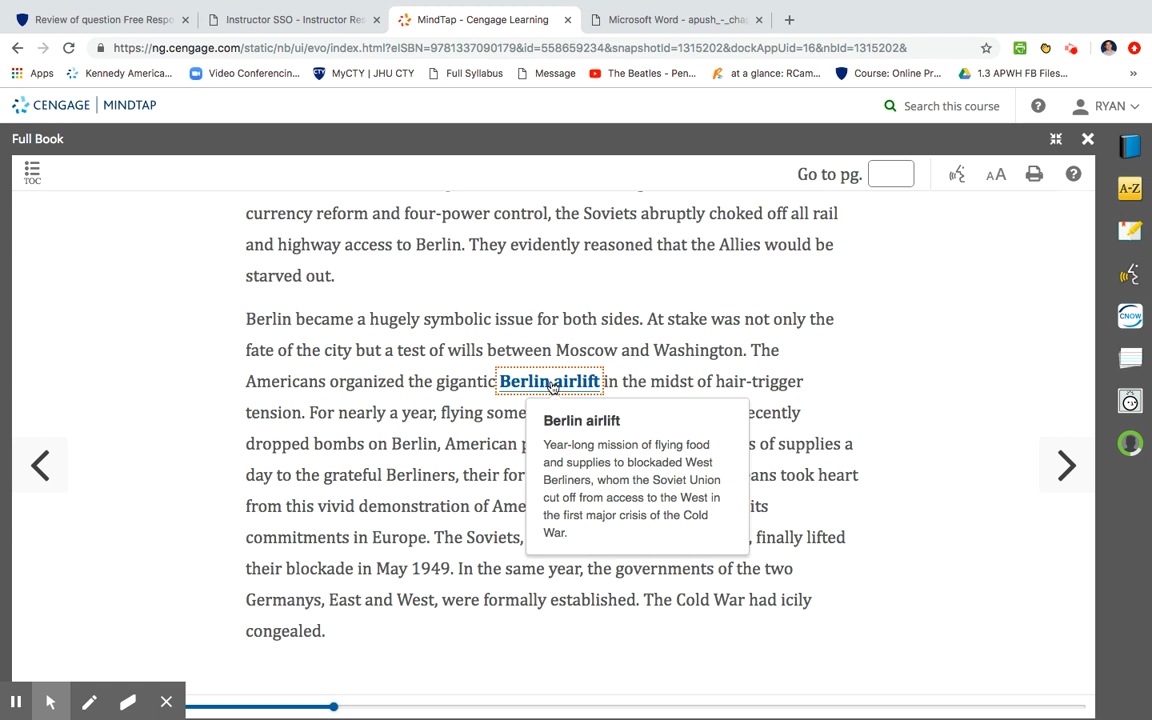 Review of question Free Respo
Instructor SSO - Instructor Res
MindTap - Cengage Learning
Microsoft Word - apush_-_chap
https://ng.cengage.com/static/nb/ui/evo/index.html?eISBN=9781337090179&id=558659234&snapshotId=1315202&dockAppUid=16&nbId=1315202&
Apps
Kennedy America...
Video Conferencin...
CTY MyCTY | JHU CTY
Full Syllabus
Message
The Beatles - Pen...
at a glance: RCam...
Course: Online Pr...
1.3 APWH FB Files...
»
CENGAGE | MINDTAP
Search this course
RYAN
Full Book
TOC
Go to pg.
AA
A-Z
CNOW
currency reform and four-power control, the Soviets abruptly choked off all rail
and highway access to Berlin. They evidently reasoned that the Allies would be
starved out.
Berlin became a hugely symbolic issue for both sides. At stake was not only the
fate of the city but a test of wills between Moscow and Washington. The
Americans organized the gigantic Berlin airlift in the midst of hair-trigger
tension. For nearly a year, flying some ecently
dropped bombs on Berlin, American p s of supplies a
day to the grateful Berliners, their for ans took heart
from this vivid demonstration of Ame its
commitments in Europe. The Soviets, , finally lifted
their blockade in May 1949. In the same year, the governments of the two
Germanys, East and West, were formally established. The Cold War had icily
congealed.
Berlin airlift
Year-long mission of flying food
and supplies to blockaded West
Berliners, whom the Soviet Union
cut off from access to the West in
the first major crisis of the Cold
War.